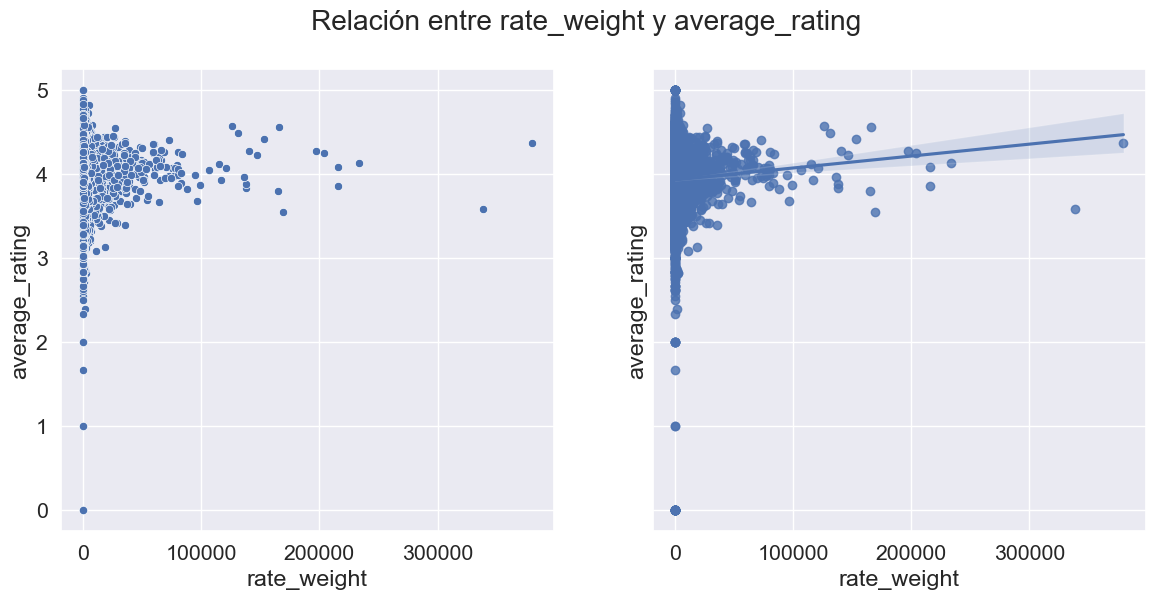 Relación entre rate_weight y average_rating
average_rating
5
4
3
2
1
0
0 100000 200000 300000
rate_weight
average_rating
0 100000 200000 300000
rate_weight